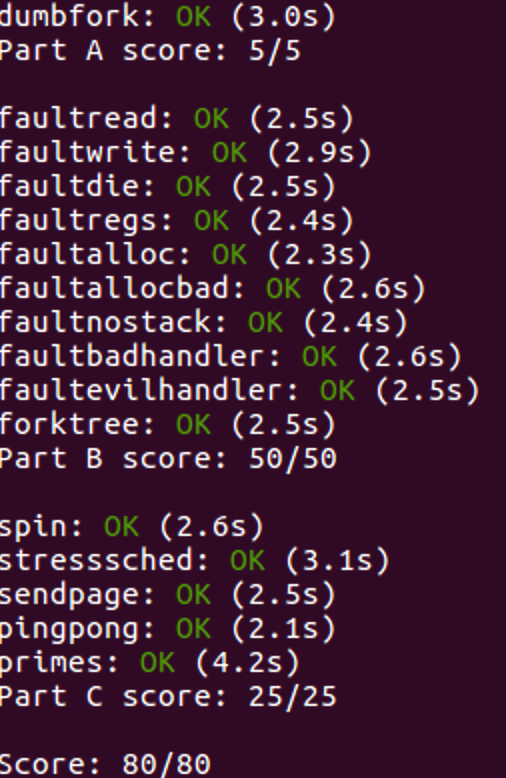 dumbfork: OK (3.0s)
Part A score: 5/5
faultread: OK (2.5s)
faultwrite: OK (2.9s)
faultdie: OK (2.5s)
faultregs: OK (2.4s)
faultalloc: OK (2.3s)
faultallocbad: OK (2.6s)
faultnostack: OK (2.4s)
faultbadhandler: OK (2.6s)
faultevilhandler: OK (2.5s)
forktree: OK (2.5s)
Part B score: 50/50
spin: OK (2.6s)
stresssched: OK (3.1s)
sendpage: OK (2.5s)
pingpong: OK (2.1s)
primes: OK (4.2s)
Part C score: 25/25
Score: 80/80